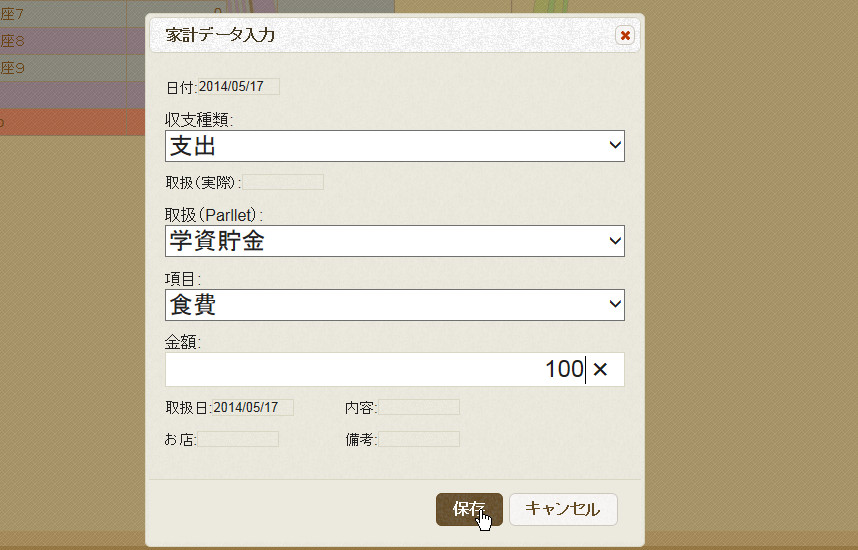 座7 0
座8
座9
家計データ入力
日付:2014/05/17
収支種類:
支出
取扱(実際):
取扱(Parllet):
学資貯金
項目:
食費
金額:
100 ×
取扱日:2014/05/17 内容:
お店: 備考:
保存 キャンセル